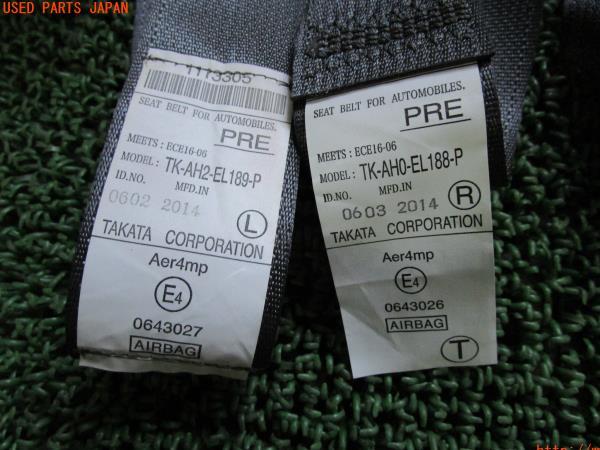 USED PARTS JAPAN
1173305
SEAT BELT FOR AUTOMOBILES.
PRE
MEETS : ECE16-06
MODEL : TK-AH2-EL189-P
ID.NO. MFD.IN
0602 2014
L
TAKATA CORPORATION
Aer4mp
E4
0643027
AIRBAG
SEAT BELT FOR AUTOMOBILES.
PRE
MEETS : ECE16-06
MODEL : TK-AH0-EL188-P
ID.NO. MFD.IN
0603 2014
R
TAKATA CORPORATION
Aer4mp
E4
0643026
AIRBAG
T